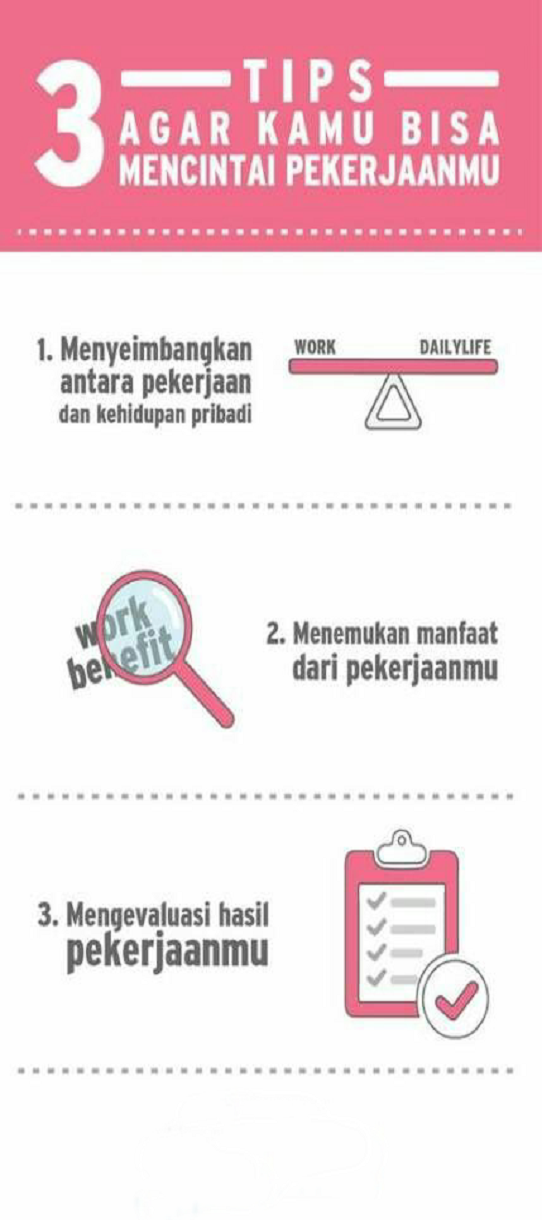 3 TIPS
AGAR KAMU BISA
MENCINTAI PEKERJAANMU
1. Menyeimbangkan
antara pekerjaan
dan kehidupan pribadi
WORK DAILYLIFE
work
benefit
2. Menemukan manfaat
dari pekerjaanmu
3. Mengevaluasi hasil
pekerjaanmu